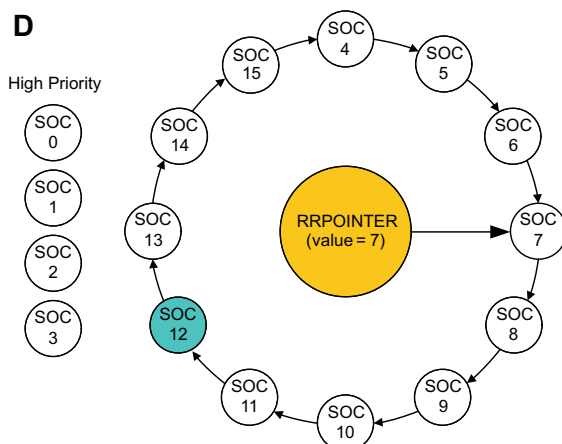 D
High Priority
SOC
0
SOC
1
SOC
2
SOC
3
SOC
4
SOC
5
SOC
6
SOC
7
SOC
8
SOC
9
SOC
10
SOC
11
SOC
12
SOC
13
SOC
14
SOC
15
RRPOINTER
(value = 7)